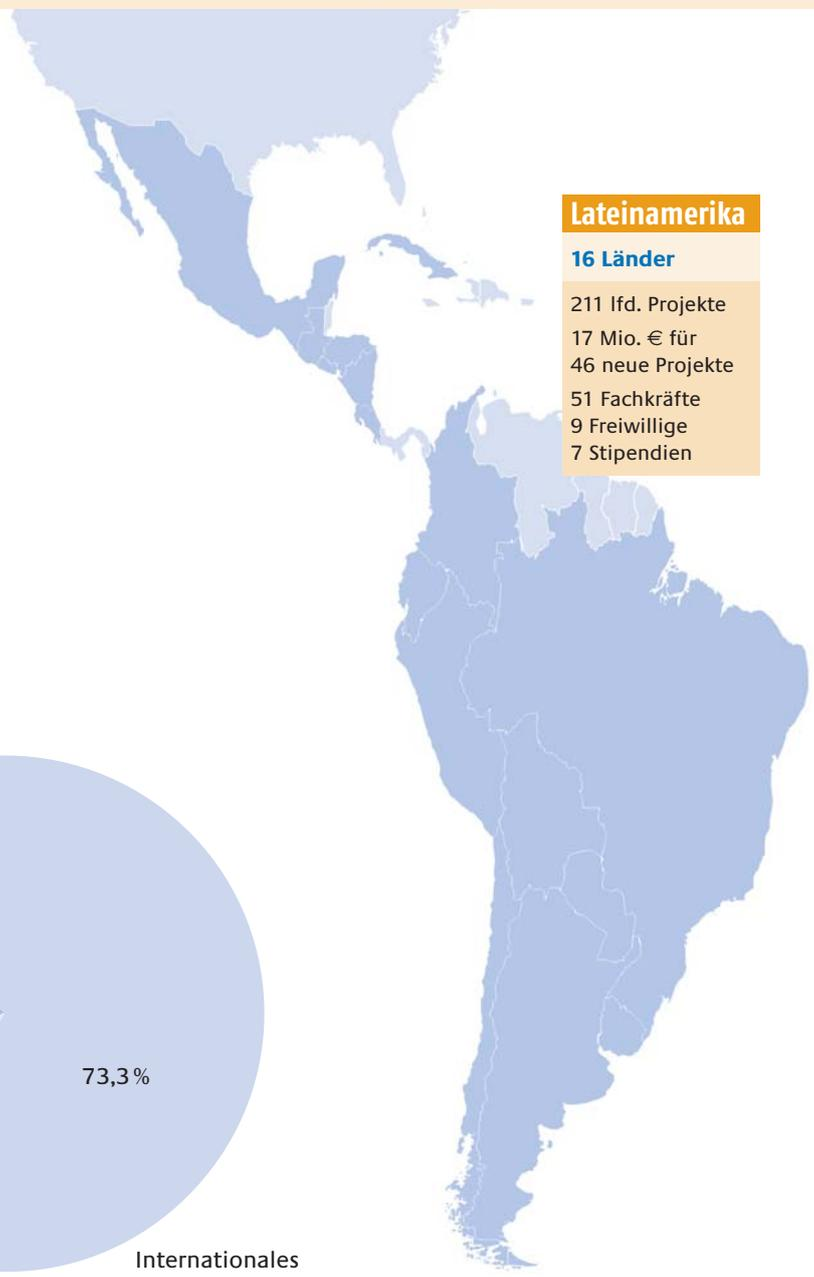 Lateinamerika
16 Länder
211 lfd. Projekte
17 Mio. € für
46 neue Projekte
51 Fachkräfte
9 Freiwillige
7 Stipendien
73,3 %
Internationales